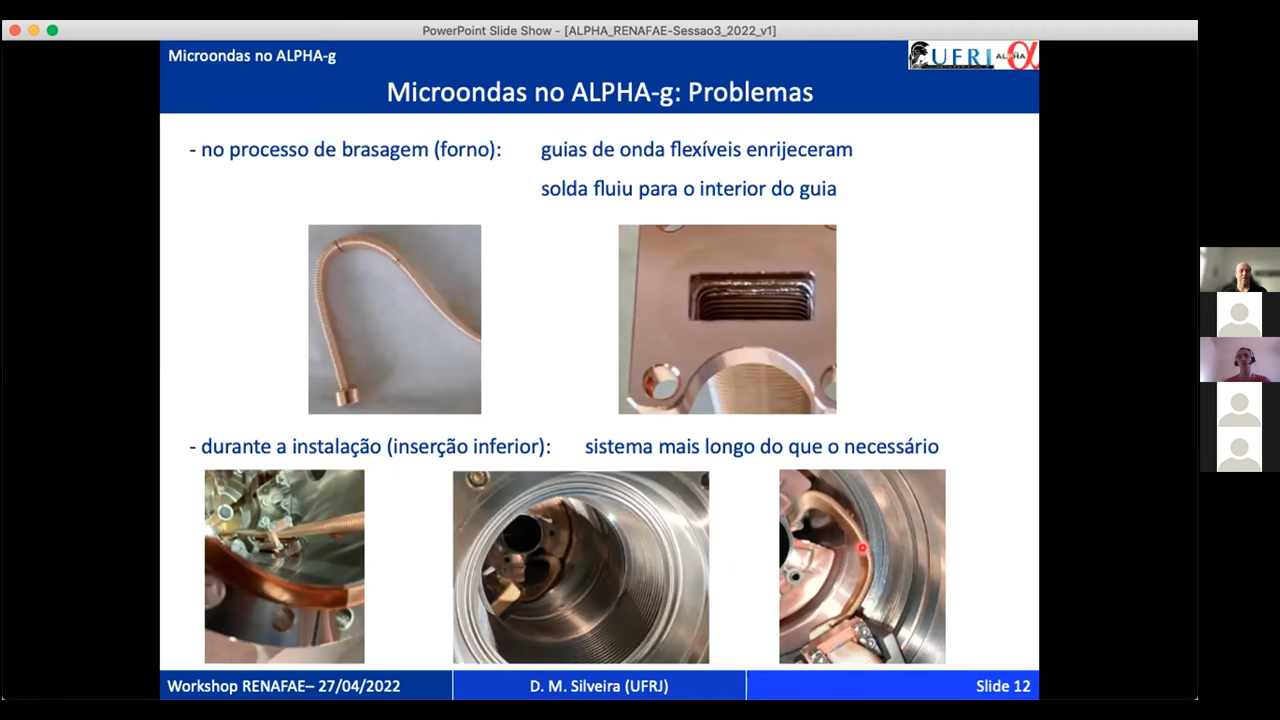 PowerPoint Slide Show - [ALPHA_RENAFAE-Sessao3_2022_v1]
Microondas no ALPHA-g
UFRJ ALPHA
Microondas no ALPHA-g: Problemas
- no processo de brasagem (forno): guias de onda flexíveis enrijeceram
solda fluiu para o interior do guia
- durante a instalação (inserção inferior): sistema mais longo do que o necessário
Workshop RENAFAE– 27/04/2022 D. M. Silveira (UFRJ) Slide 12